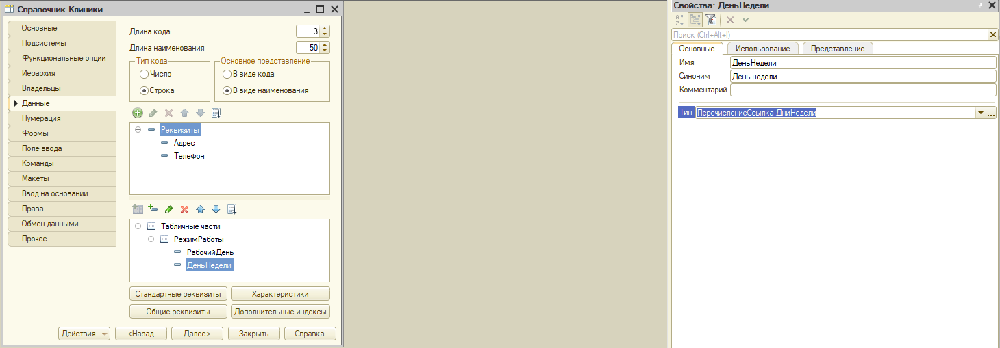 Справочник Клиники
Основные
Подсистемы
Функциональные опции
Иерархия
Владельцы
Данные
Нумерация
Формы
Поле ввода
Команды
Макеты
Ввод на основании
Права
Обмен данными
Прочее
Длина кода 3
Длина наименования 50
Тип кода
Число
Строка
Основное представление
В виде кода
В виде наименования
Реквизиты
Адрес
Телефон
Табличные части
РежимРаботы
РабочийДень
ДеньНедели
Стандартные реквизиты Характеристики
Общие реквизиты Дополнительные индексы
Действия <Назад Далее> Закрыть Справка
Свойства: ДеньНедели
Поиск (Ctrl+Alt+I)
Основные Использование Представление
Имя ДеньНедели
Синоним День недели
Комментарий
Тип ПеречислениеСсылка.ДниНедели